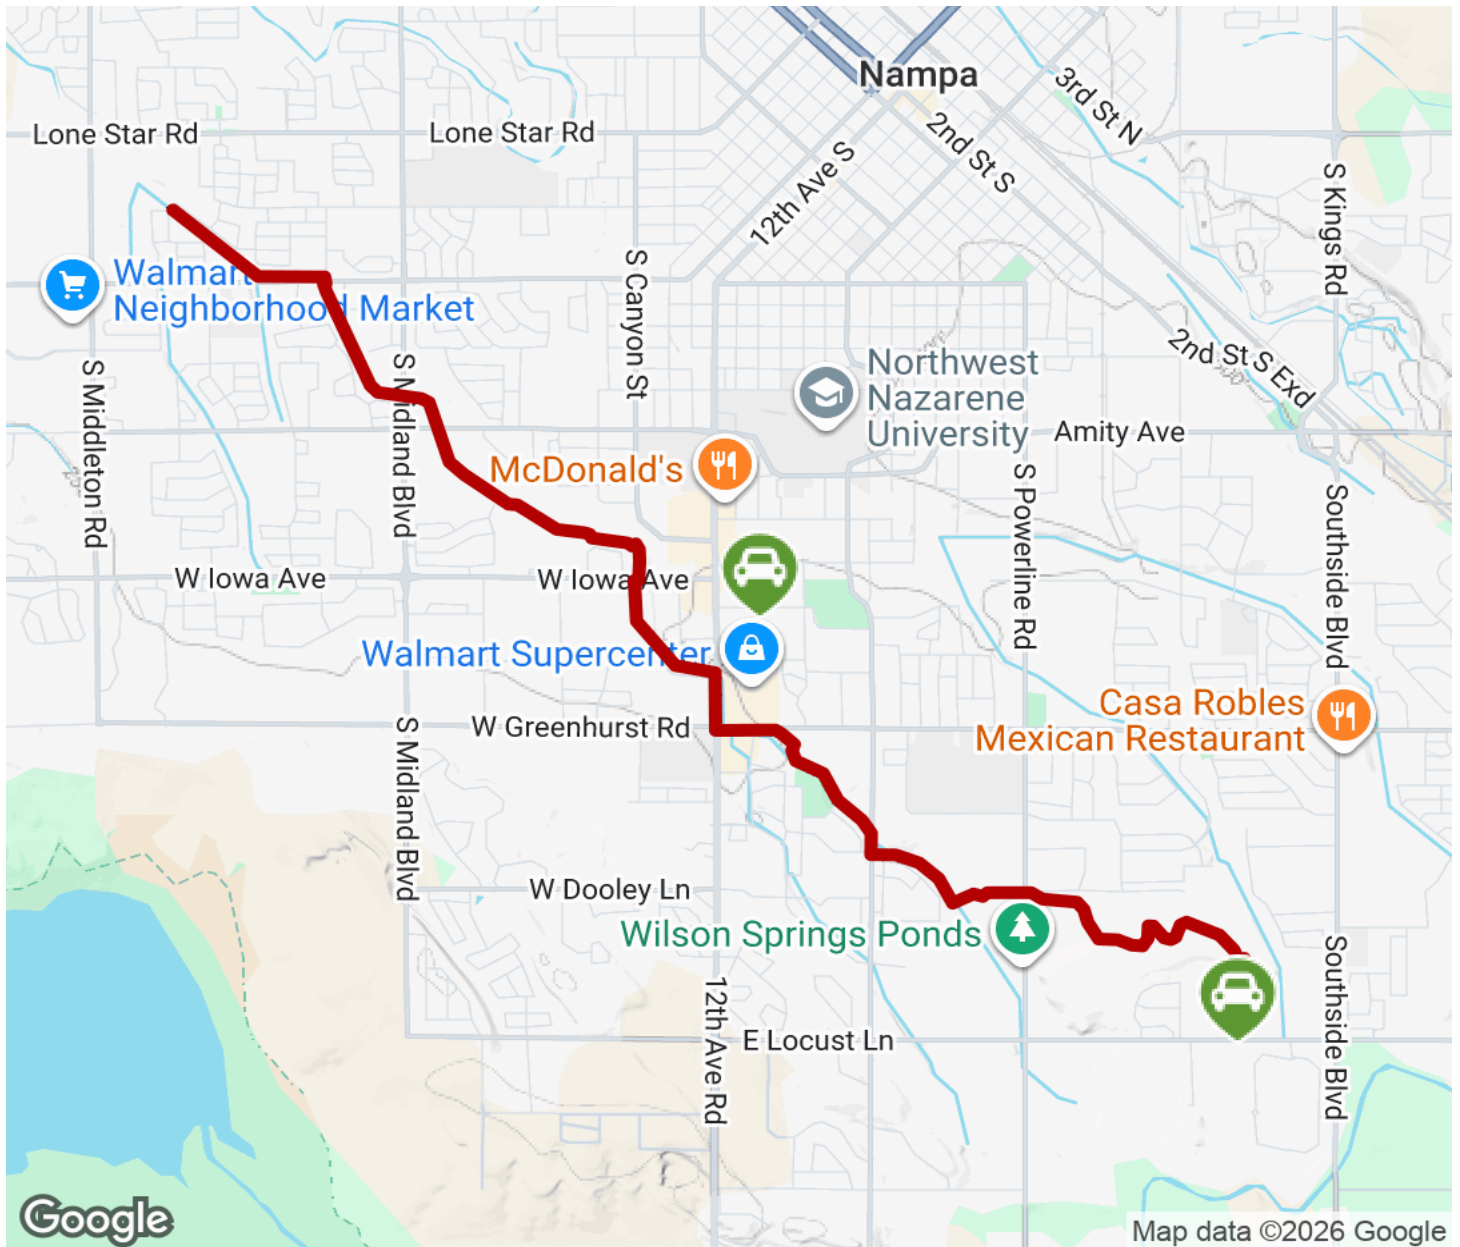 Nampa
3rd St N
Lone Star Rd
Lone Star Rd
2nd St S
12th Ave S
S Kings Rd
Walmart
Neighborhood Market
S Canyon St
2nd St S Exd
Northwest
Nazarene
University
S Middleton Rd
S Midland Blvd
Amity Ave
McDonald's
S Powerline Rd
Southside Blvd
W Iowa Ave
W Iowa Ave
Walmart Supercenter
Casa Robles
Mexican Restaurant
W Greenhurst Rd
S Midland Blvd
W Dooley Ln
Wilson Springs Ponds
12th Ave Rd
Southside Blvd
E Locust Ln
Google
Map data ©2026 Google